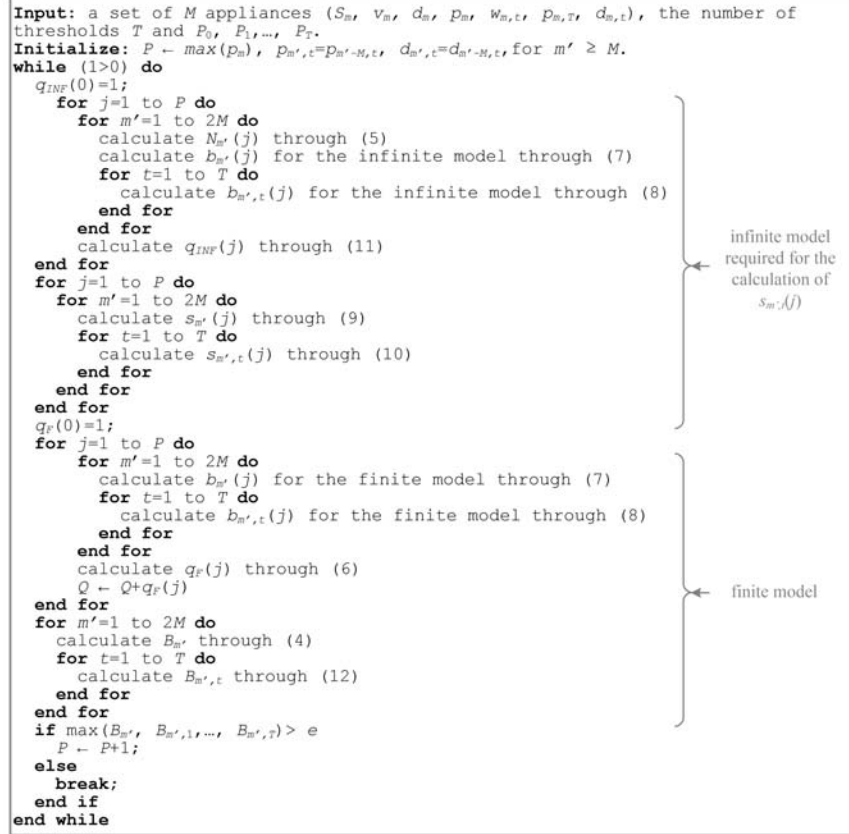 Input: a set of M appliances (Sₘ, vₘ, dₘ, pₘ, wₘ,ₜ, pₘ,T, dₘ,ₜ), the number of
thresholds T and P₀, P₁,…, P_T.
Initialize: P ← max(pₘ), pₘ′,ₜ=pₘ′₋M,ₜ, dₘ′,ₜ=dₘ′₋M,ₜ,for m′ ≥ M.
while (1>0) do
q_INF(0)=1;
for j=1 to P do
for m′=1 to 2M do
calculate Nₘ′(j) through (5)
calculate bₘ′(j) for the infinite model through (7)
for t=1 to T do
calculate bₘ′,ₜ(j) for the infinite model through (8)
end for
end for
calculate q_INF(j) through (11)
end for
for j=1 to P do
for m′=1 to 2M do
calculate sₘ′(j) through (9)
for t=1 to T do
calculate sₘ′,ₜ(j) through (10)
end for
end for
end for
infinite model
required for the
calculation of
sₘ′,ₜ(j)
q_F(0)=1;
for j=1 to P do
for m′=1 to 2M do
calculate bₘ′(j) for the finite model through (7)
for t=1 to T do
calculate bₘ′,ₜ(j) for the finite model through (8)
end for
end for
calculate q_F(j) through (6)
Q ← Q+q_F(j)
end for
for m′=1 to 2M do
calculate Bₘ′ through (4)
for t=1 to T do
calculate Bₘ′,ₜ through (12)
end for
end for
finite model
if max(Bₘ′, Bₘ′,₁,…, Bₘ′,T)> e
P ← P+1;
else
break;
end if
end while